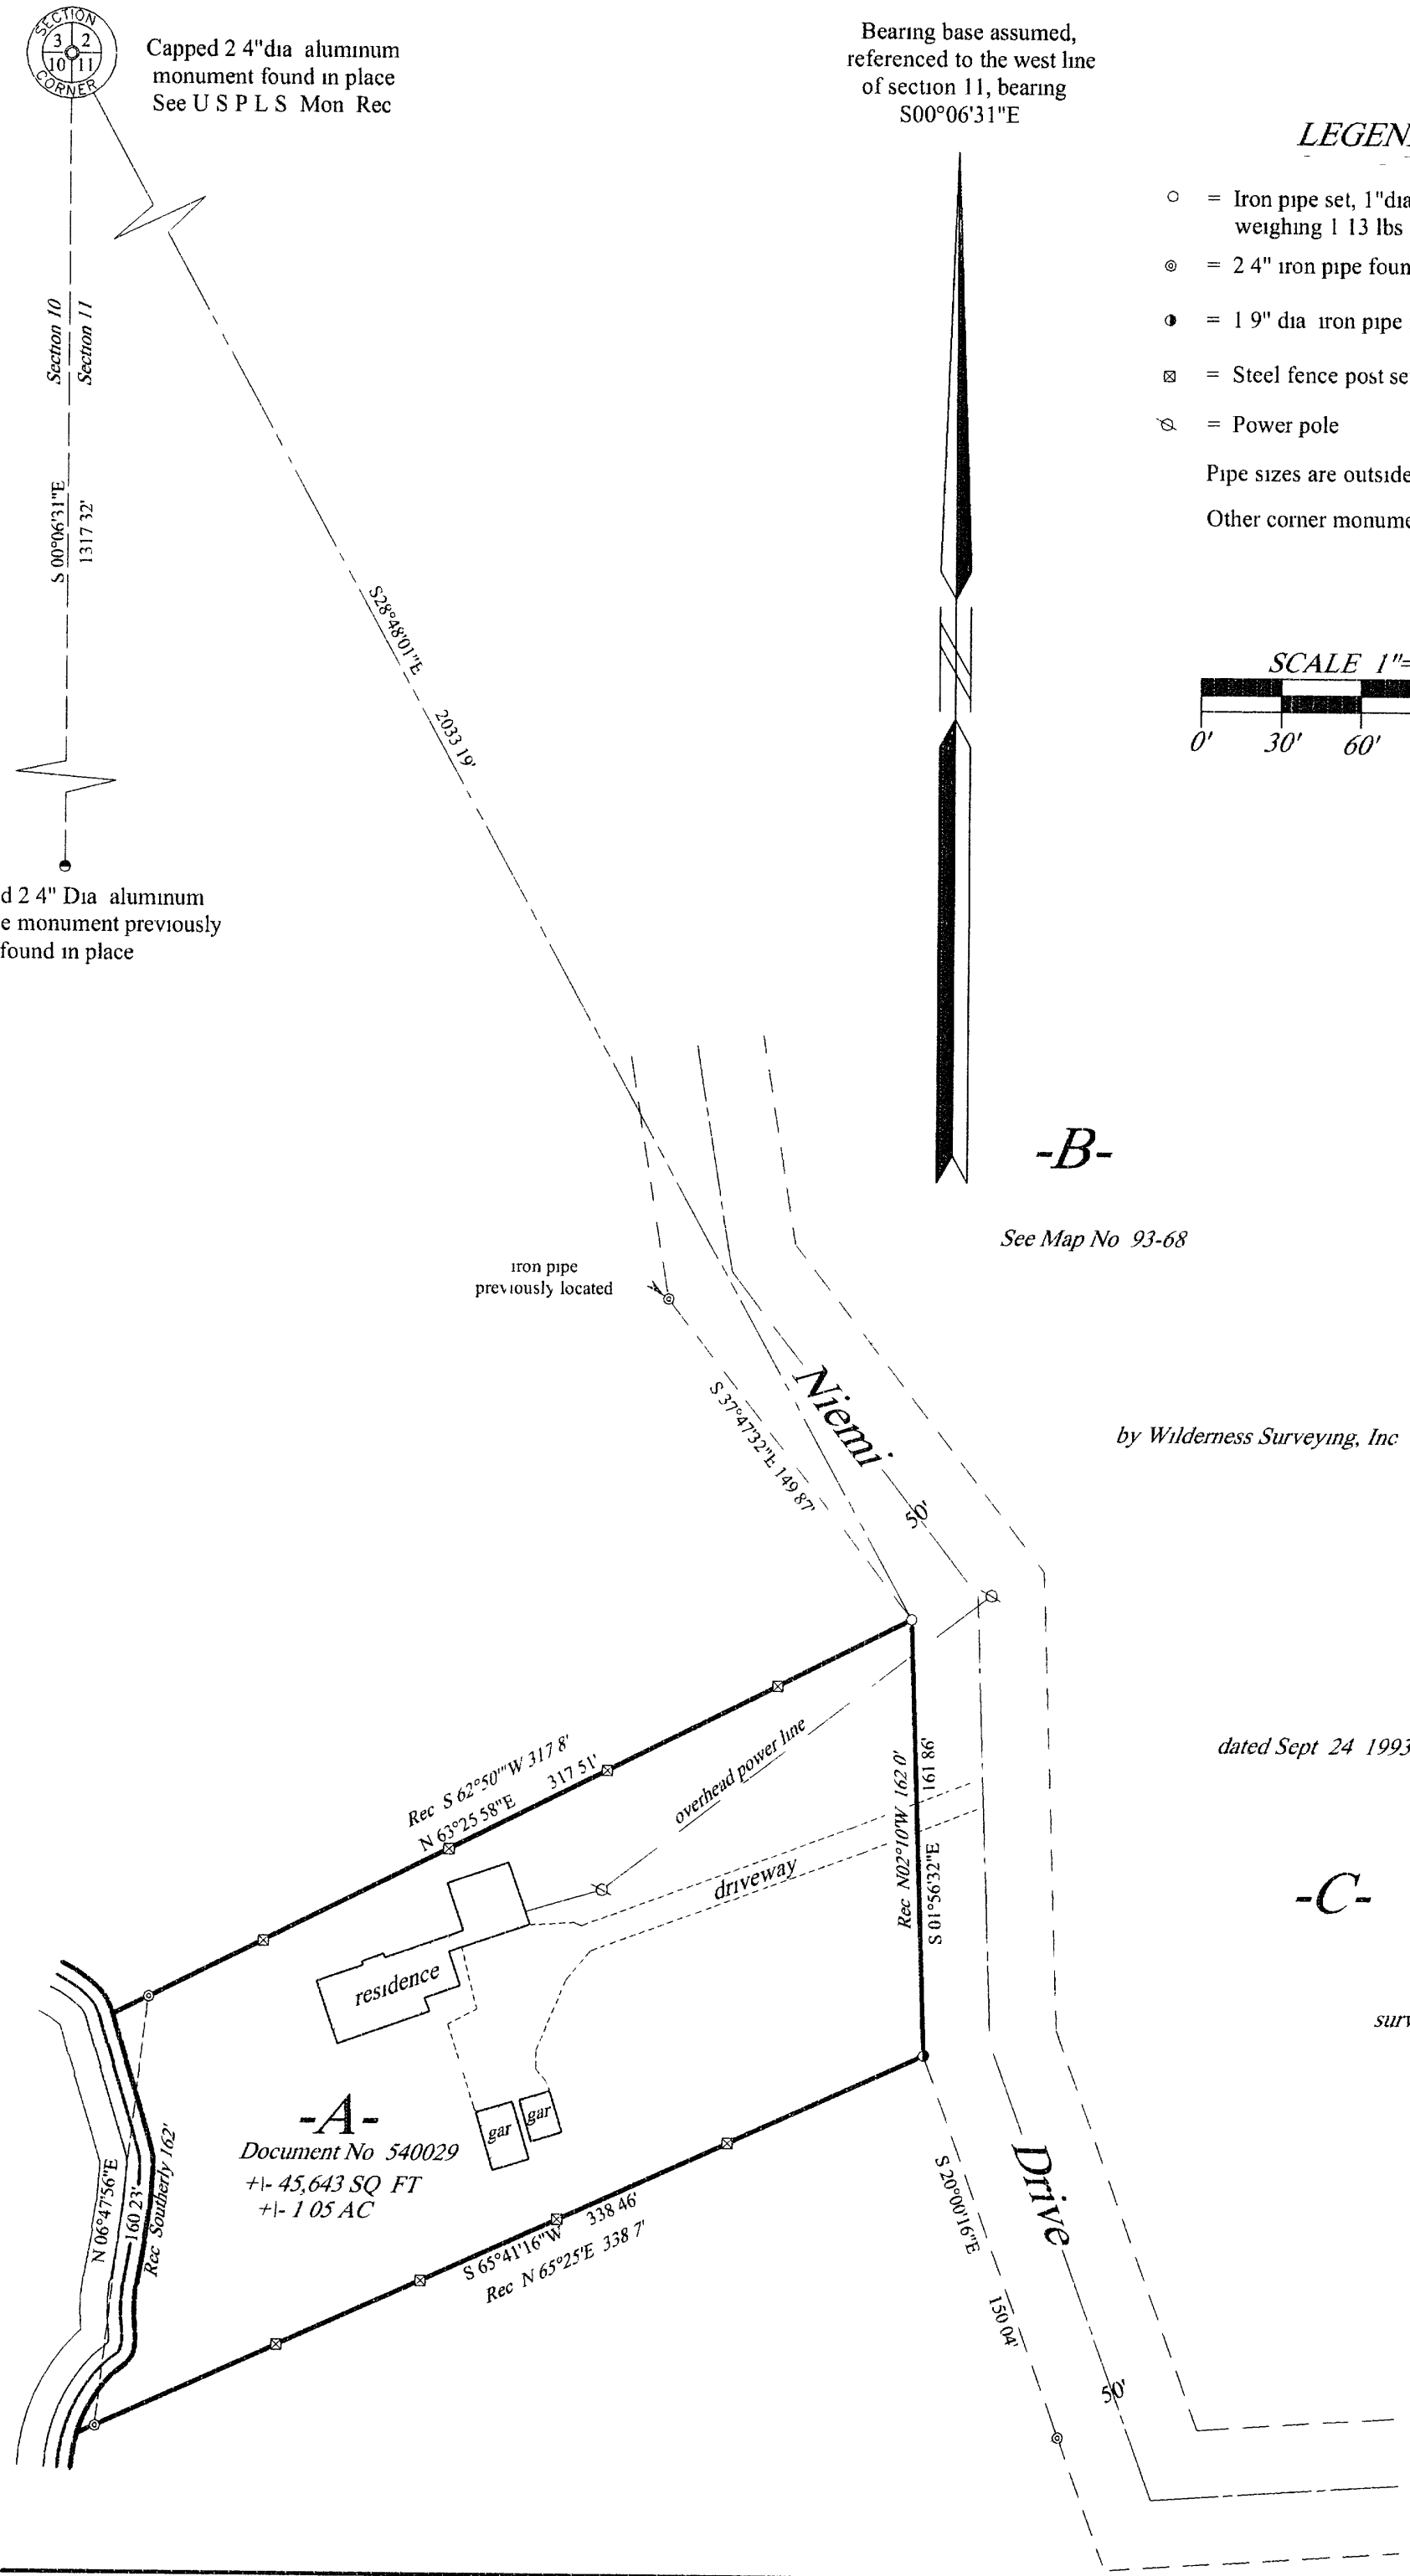 SECTION
3 2
10 11
CORNER
Capped 2 4"dia aluminum
monument found in place
See U S P L S Mon Rec
Bearing base assumed,
referenced to the west line
of section 11, bearing
S00°06'31"E
LEGEN
= Iron pipe set, 1"dia
weighing 1 13 lbs
= 2 4" iron pipe foun
= 1 9" dia iron pipe
= Steel fence post se
= Power pole
Pipe sizes are outside
Other corner monume
SCALE 1"=
0' 30' 60'
Section 10
Section 11
S 00°06'31"E
1317 32'
S28°48'01"E
2033 19'
d 2 4" Dia aluminum
e monument previously
found in place
-B-
See Map No 93-68
iron pipe
previously located
S 37°47'32"E 149 87'
Niemi
50'
by Wilderness Surveying, Inc
dated Sept 24 1993
-C-
surv
Rec S 62°50'"W 317 8'
N 63°25 58"E 317 51'
overhead power line
driveway
Rec N02°10'W 162 0'
S 01°56'32"E 161 86'
residence
gar
gar
-A-
Document No 540029
+\- 45,643 SQ FT
+\- 1 05 AC
N 06°47'56"E
160 23'
Rec Southerly 162'
S 65°41'16"W 338 46'
Rec N 65°25'E 338 7'
S 20°00'16"E
150 04'
Drive
50'